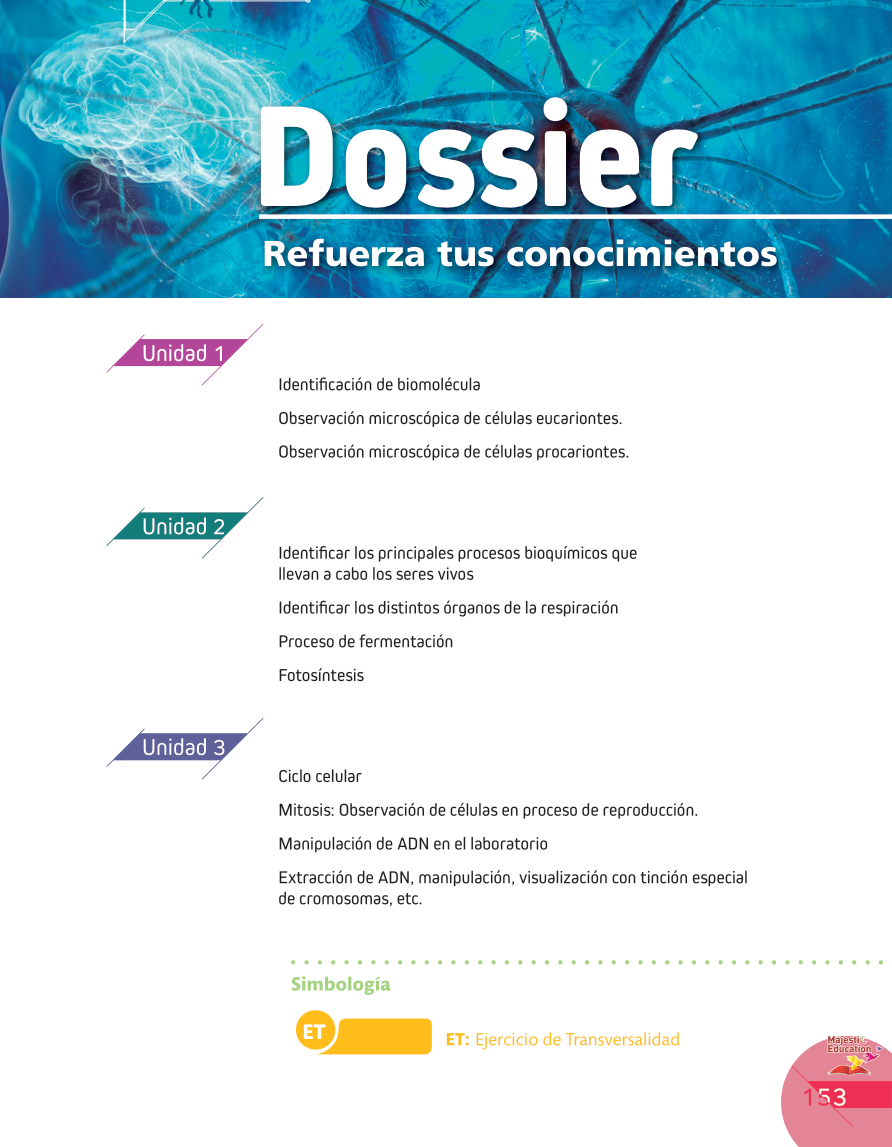 Dossier
Refuerza tus conocimientos
Unidad 1
Identificación de biomolécula
Observación microscópica de células eucariontes.
Observación microscópica de células procariontes.
Unidad 2
Identificar los principales procesos bioquímicos que
llevan a cabo los seres vivos
Identificar los distintos órganos de la respiración
Proceso de fermentación
Fotosíntesis
Unidad 3
Ciclo celular
Mitosis: Observación de células en proceso de reproducción.
Manipulación de ADN en el laboratorio
Extracción de ADN, manipulación, visualización con tinción especial
de cromosomas, etc.
Simbología
ET
ET: Ejercicio de Transversalidad
Majestic
Education
153